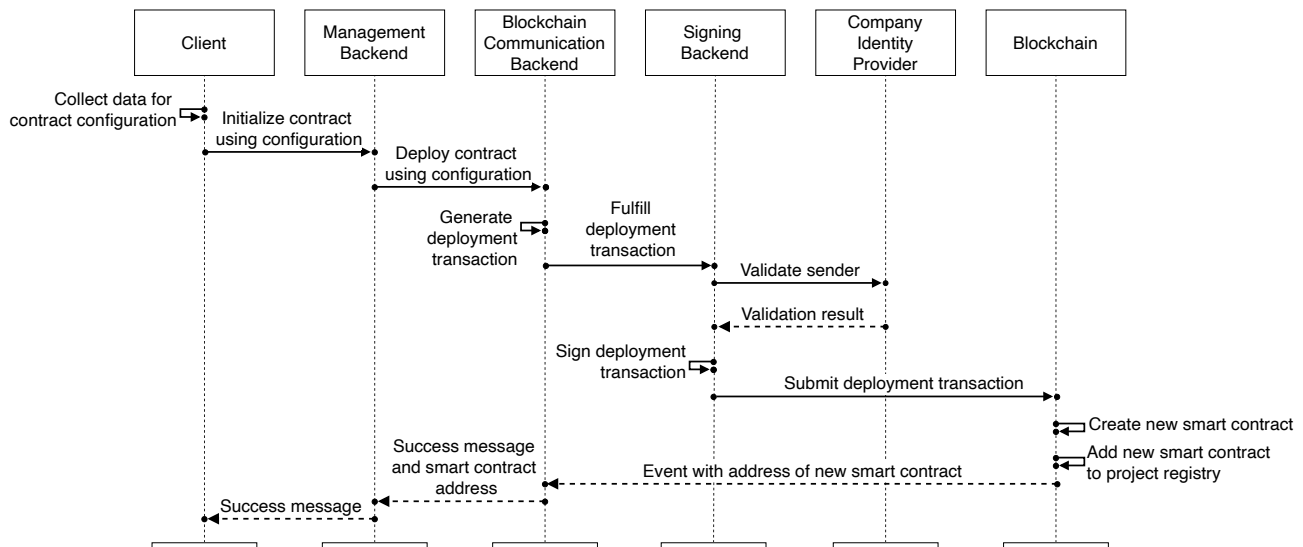 Client
Management
Backend
Blockchain
Communication
Backend
Signing
Backend
Company
Identity
Provider
Blockchain
Collect data for
contract configuration
Initialize contract
using configuration
Deploy contract
using configuration
Generate
deployment
transaction
Fulfill
deployment
transaction
Validate sender
Validation result
Sign deployment
transaction
Submit deployment transaction
Create new smart contract
Add new smart contract
to project registry
Event with address of new smart contract
Success message
and smart contract
address
Success message